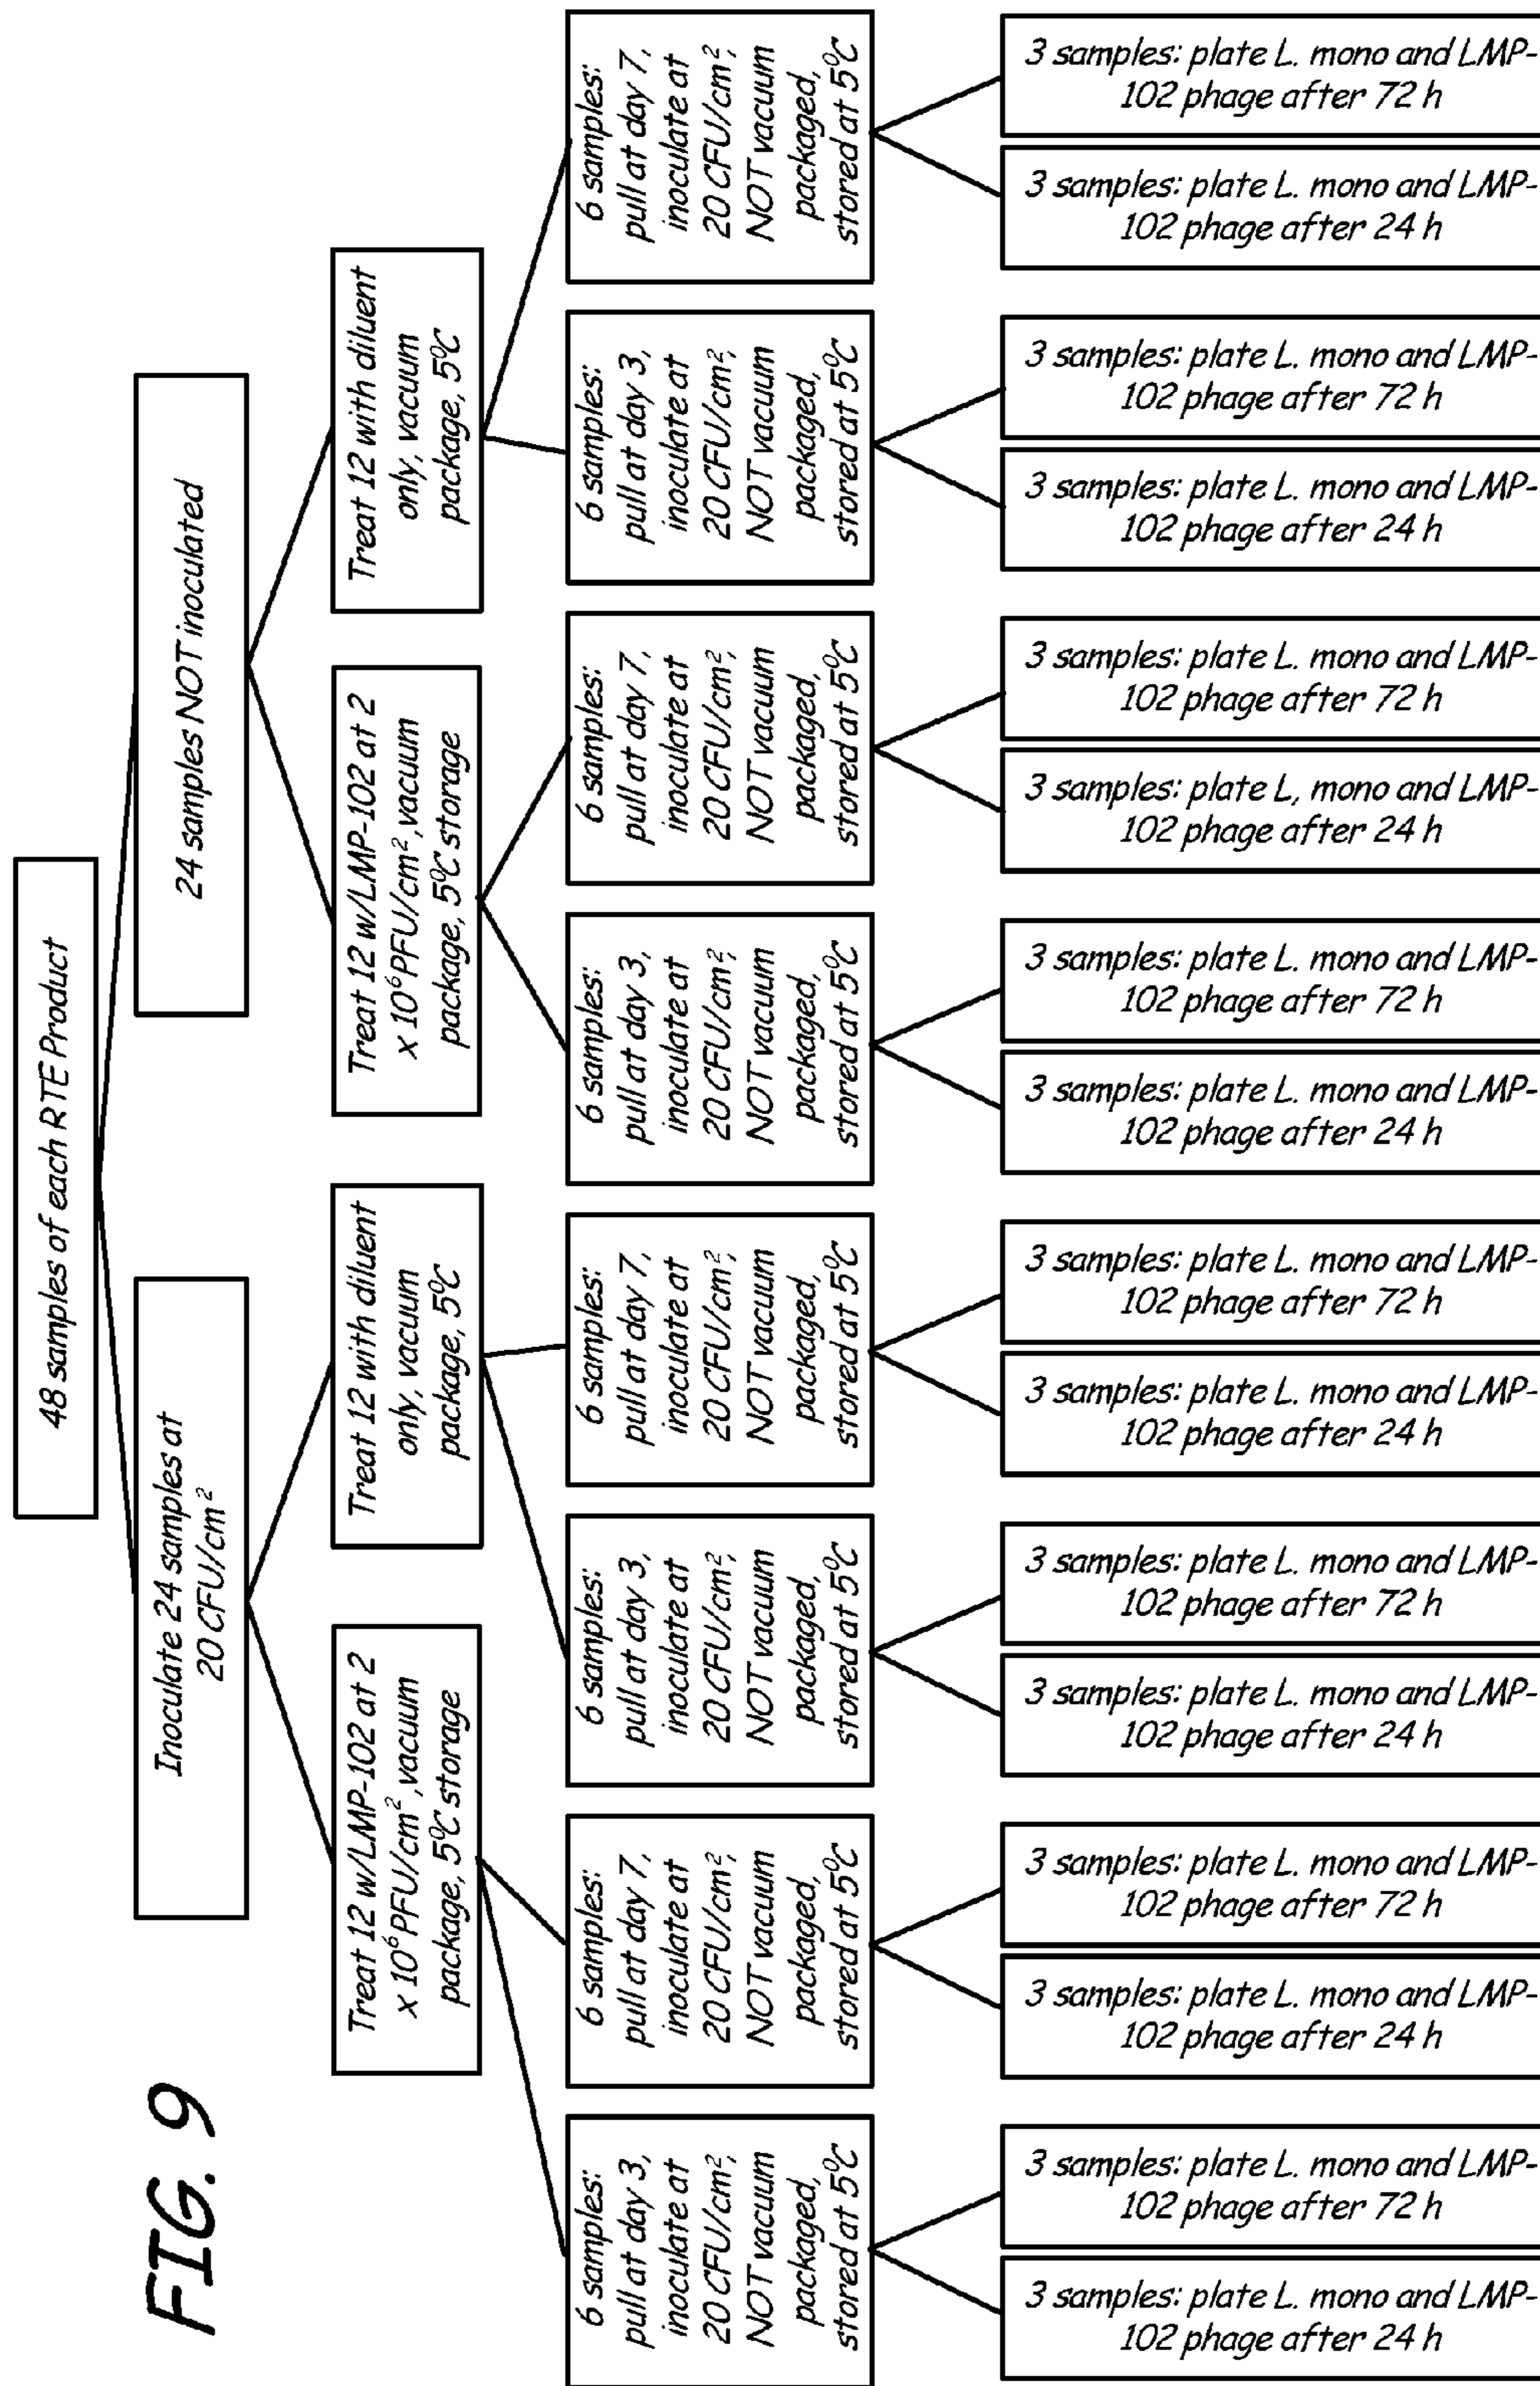 FIG. 9
48 samples of each RTE Product
Inoculate 24 samples at
20 CFU/cm²
24 samples NOT inoculated
Treat 12 w/LMP-102 at 2
x 10⁶ PFU/cm², vacuum
package, 5°C storage
Treat 12 with diluent
only, vacuum
package, 5°C
Treat 12 w/LMP-102 at 2
x 10⁶ PFU/cm², vacuum
package, 5°C storage
Treat 12 with diluent
only, vacuum
package, 5°C
6 samples:
pull at day 3,
inoculate at
20 CFU/cm²,
NOT vacuum
packaged,
stored at 5°C
6 samples:
pull at day 7,
inoculate at
20 CFU/cm²,
NOT vacuum
packaged,
stored at 5°C
6 samples:
pull at day 3,
inoculate at
20 CFU/cm²,
NOT vacuum
packaged,
stored at 5°C
6 samples:
pull at day 7,
inoculate at
20 CFU/cm²,
NOT vacuum
packaged,
stored at 5°C
6 samples:
pull at day 3,
inoculate at
20 CFU/cm²,
NOT vacuum
packaged,
stored at 5°C
6 samples:
pull at day 7,
inoculate at
20 CFU/cm²,
NOT vacuum
packaged,
stored at 5°C
6 samples:
pull at day 3,
inoculate at
20 CFU/cm²,
NOT vacuum
packaged,
stored at 5°C
6 samples:
pull at day 7,
inoculate at
20 CFU/cm²,
NOT vacuum
packaged,
stored at 5°C
3 samples: plate L. mono and LMP-
102 phage after 24 h
3 samples: plate L. mono and LMP-
102 phage after 72 h
3 samples: plate L. mono and LMP-
102 phage after 24 h
3 samples: plate L. mono and LMP-
102 phage after 72 h
3 samples: plate L. mono and LMP-
102 phage after 24 h
3 samples: plate L. mono and LMP-
102 phage after 72 h
3 samples: plate L. mono and LMP-
102 phage after 24 h
3 samples: plate L. mono and LMP-
102 phage after 72 h
3 samples: plate L. mono and LMP-
102 phage after 24 h
3 samples: plate L. mono and LMP-
102 phage after 72 h
3 samples: plate L, mono and LMP-
102 phage after 24 h
3 samples: plate L. mono and LMP-
102 phage after 72 h
3 samples: plate L. mono and LMP-
102 phage after 24 h
3 samples: plate L. mono and LMP-
102 phage after 72 h
3 samples: plate L. mono and LMP-
102 phage after 24 h
3 samples: plate L. mono and LMP-
102 phage after 72 h